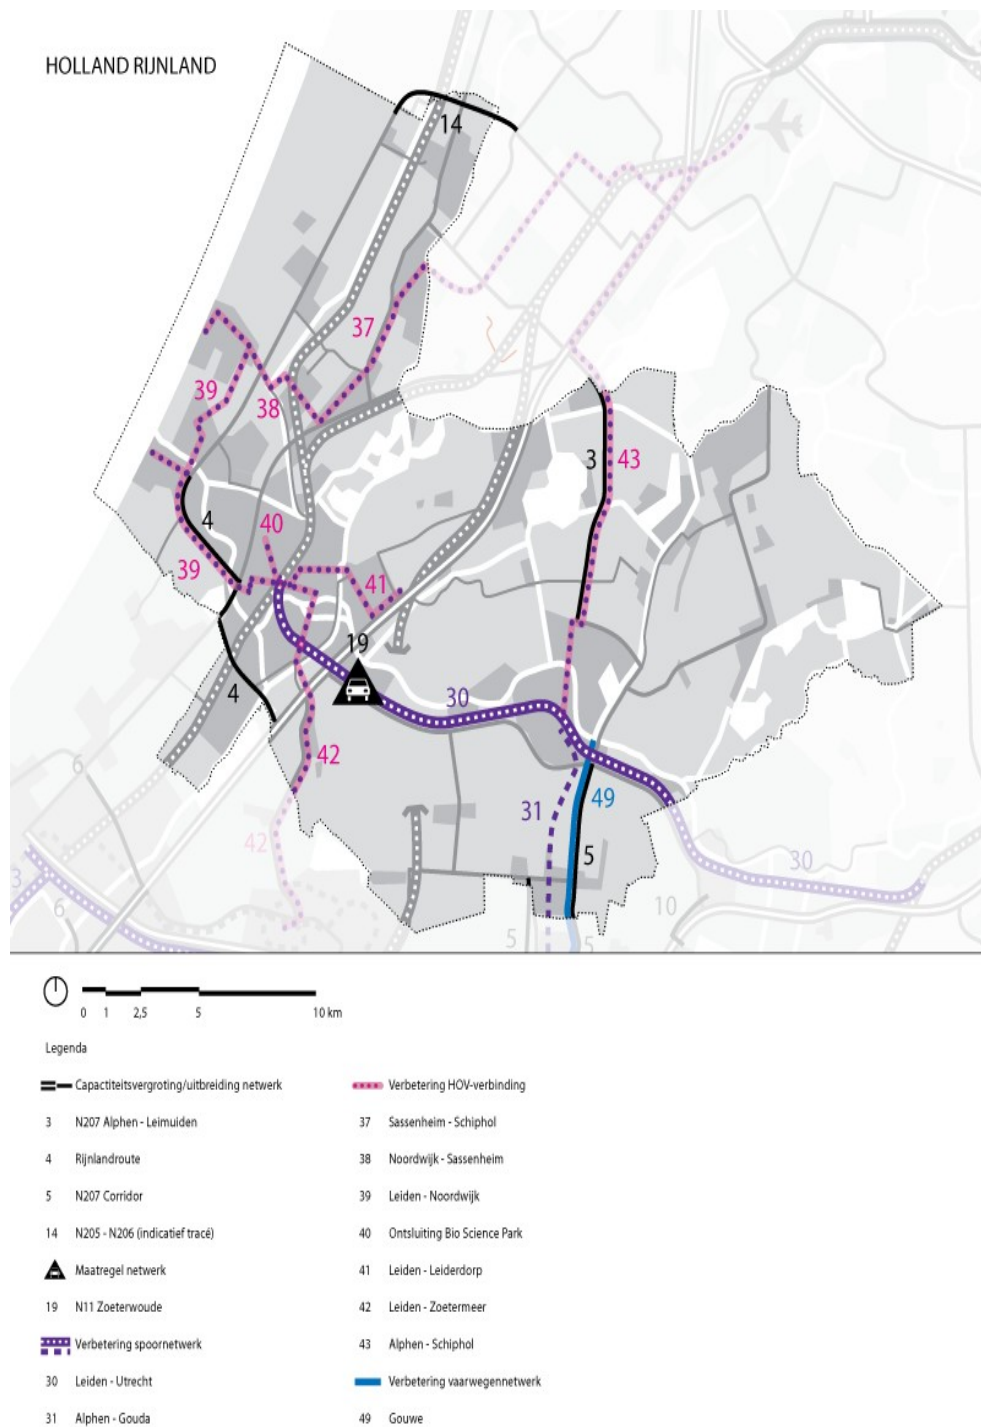 HOLLAND RIJNLAND
14
37
39
38
3
43
4
40
39
41
19
4
30
42
6
31
49
42
5
30
3
6
10
5
5
0 1 2,5 5 10 km
Legenda
Capactiteitsvergroting/uitbreiding netwerk
3 N207 Alphen - Leimuiden
4 Rijnlandroute
5 N207 Corridor
14 N205 - N206 (indicatief tracé)
Maatregel netwerk
19 N11 Zoeterwoude
Verbetering spoornetwerk
30 Leiden - Utrecht
31 Alphen - Gouda
Verbetering HOV-verbinding
37 Sassenheim - Schiphol
38 Noordwijk - Sassenheim
39 Leiden - Noordwijk
40 Ontsluiting Bio Science Park
41 Leiden - Leiderdorp
42 Leiden - Zoetermeer
43 Alphen - Schiphol
Verbetering vaarwegennetwerk
49 Gouwe